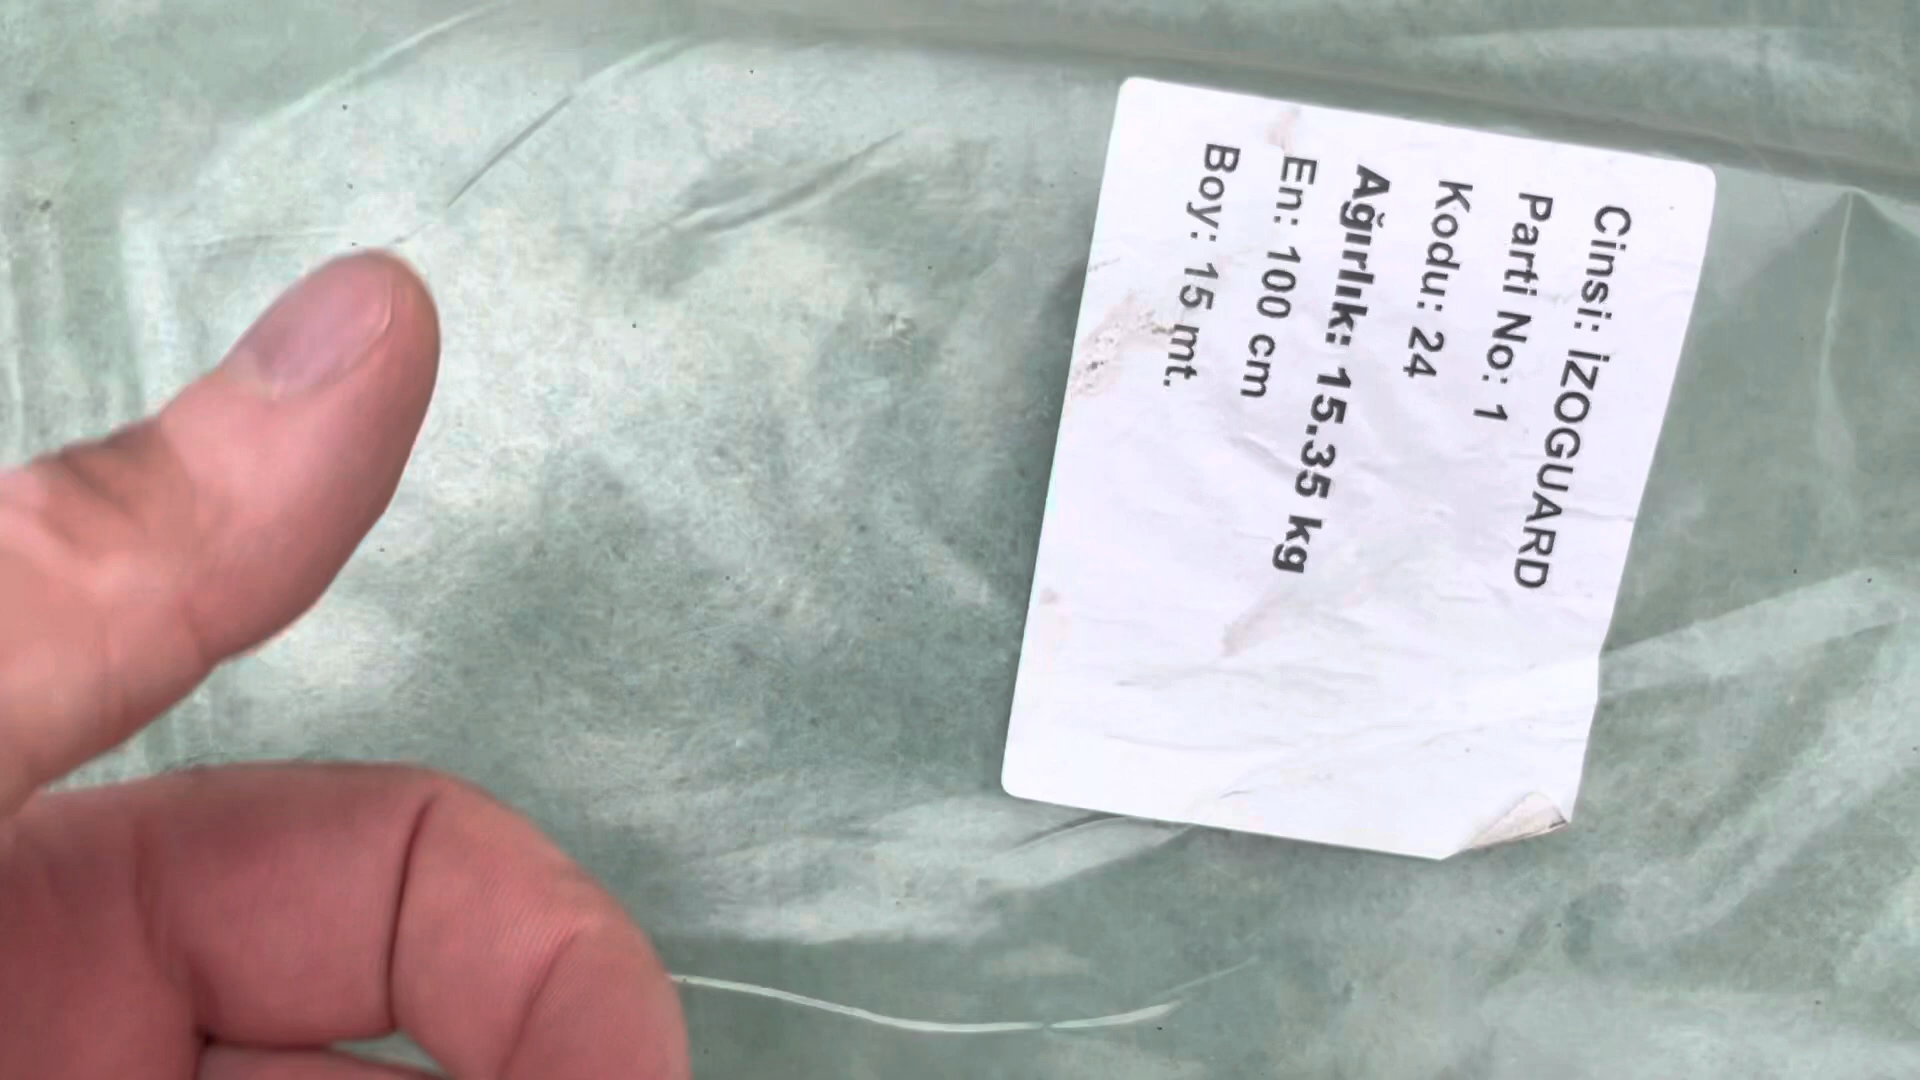 Cinsi: İZOGUARD
Parti No: 1
Kodu: 24
Ağırlık: 15.35 kg
En: 100 cm
Boy: 15 mt.